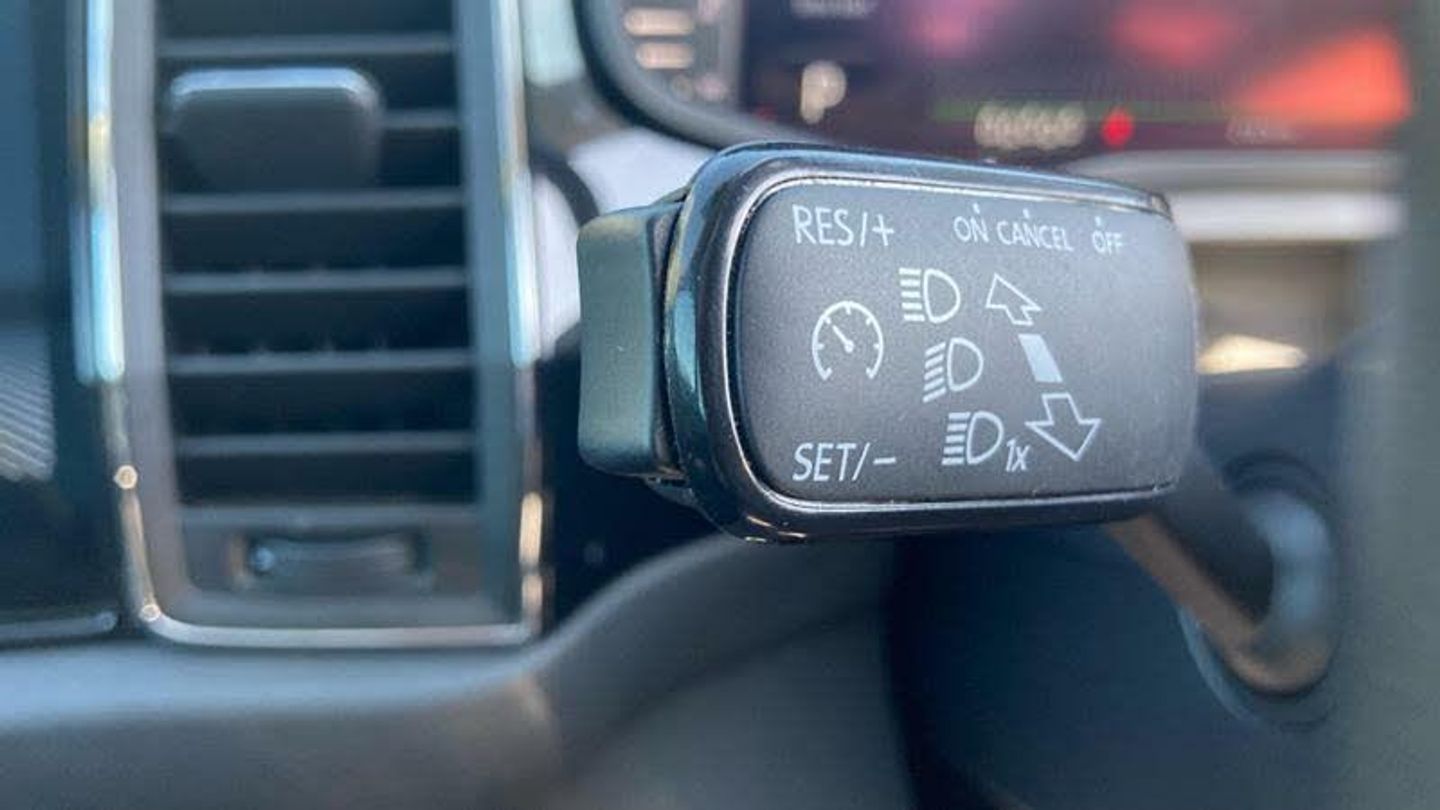 RES/+
ON CANCEL OFF
1x
SET/-